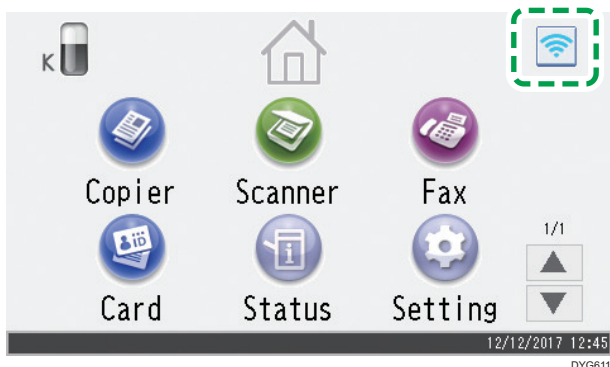 K
Copier Scanner Fax
1/1
Card Status Setting
12/12/2017 12:45
DYG611